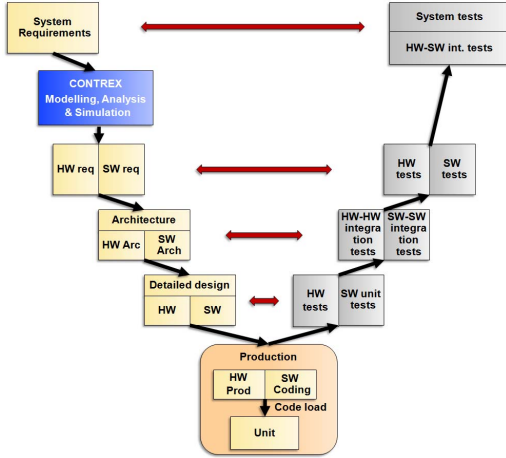 System
Requirements
System tests
HW-SW int. tests
CONTREX
Modelling, Analysis
& Simulation
HW req
SW req
HW
tests
SW
tests
Architecture
HW Arc
SW
Arch
HW-HW
integra
tion
tests
SW-SW
integra
tion
tests
Detailed design
HW
SW
HW
tests
SW unit
tests
Production
HW
Prod
SW
Coding
Code load
Unit